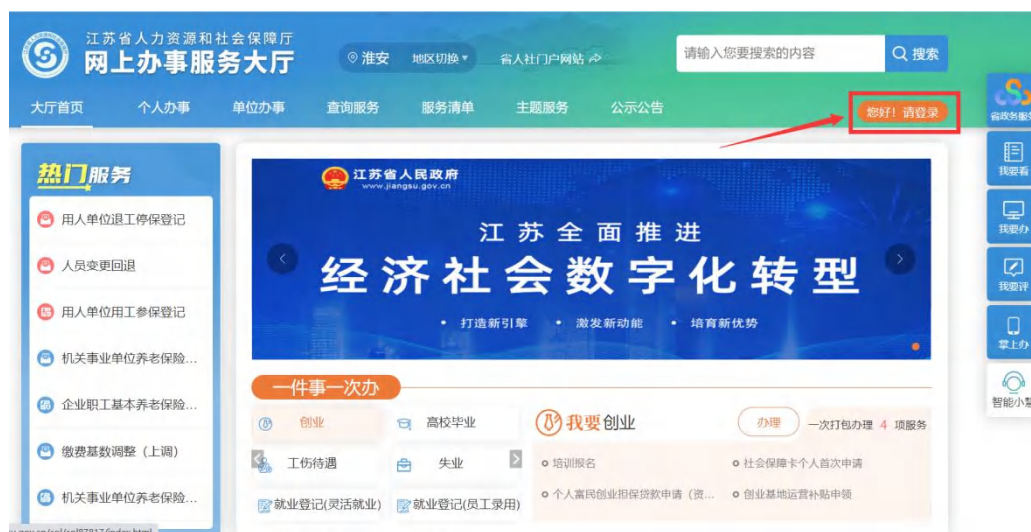 江苏省人力资源和社会保障厅
网上办事服务大厅
淮安 地区切换 省人社门户网站
请输入您要搜索的内容 搜索
大厅首页 个人办事 单位办事 查询服务 服务清单 主题服务 公示公告
您好！请登录
省政务服务
我要看
我要办
我要评
掌上办
智能小
热门服务
用人单位退工停保登记
人员变更回退
用人单位用工参保登记
机关事业单位养老保险...
企业职工基本养老保险...
缴费基数调整（上调）
机关事业单位养老保险...
江苏省人民政府
www.jiangsu.gov.cn
江苏全面推进
经济社会数字化转型
• 打造新引擎 • 激发新动能 • 培育新优势
一件事一次办
创业 高校毕业
工伤待遇 失业
就业登记(灵活就业) 就业登记(员工录用)
我要创业 办理 一次打包办理 4 项服务
培训报名 社会保障卡个人首次申请
个人富民创业担保贷款申请（资... 创业基地运营补贴申领